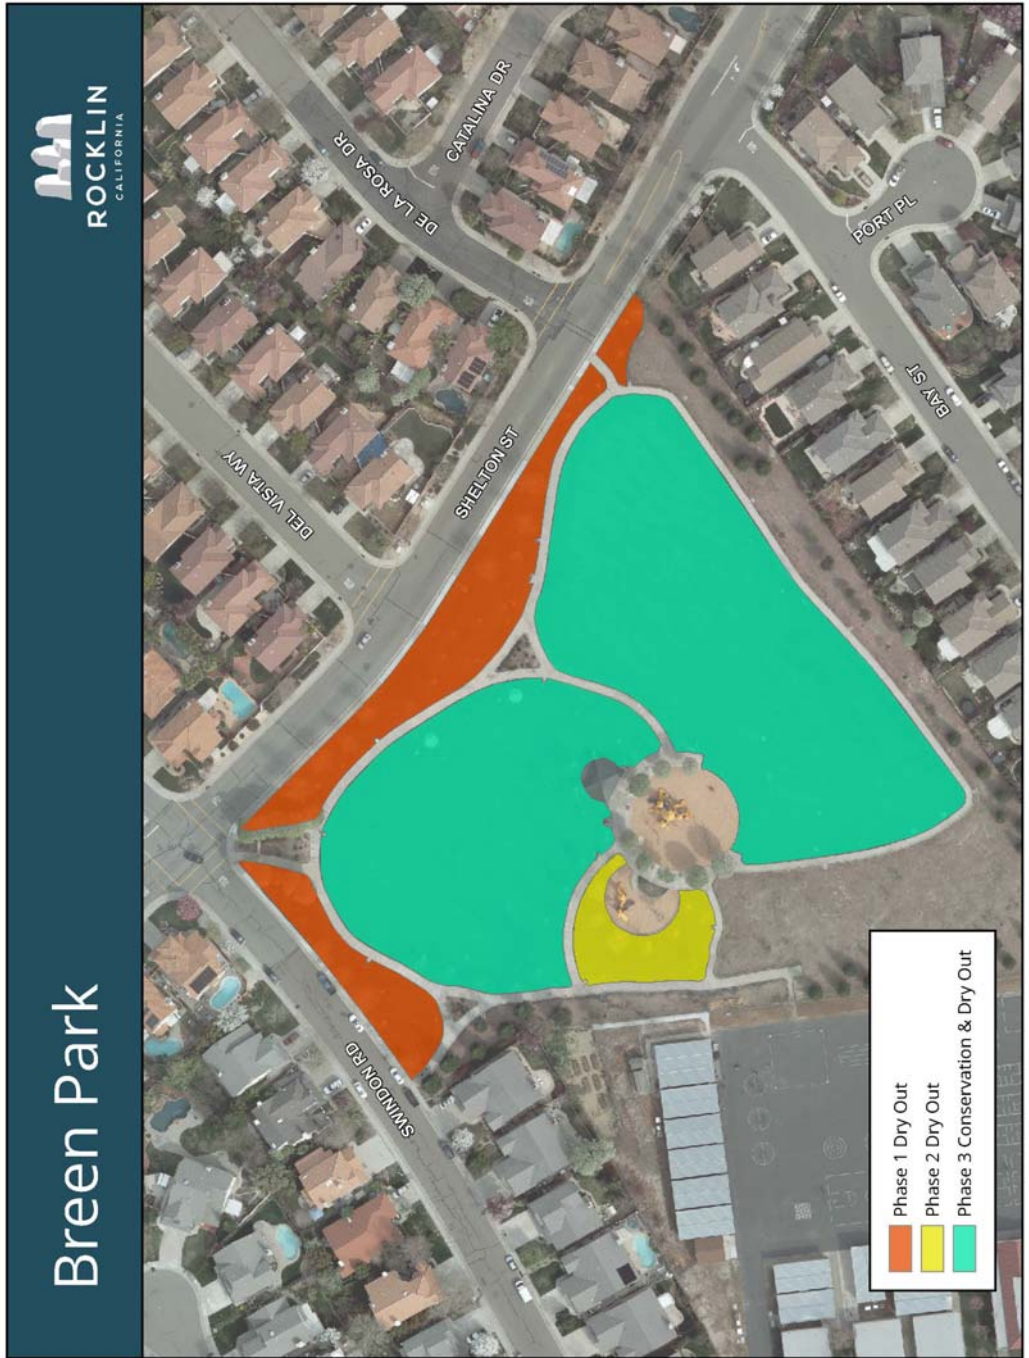 Breen Park
ROCKLIN
CALIFORNIA
CATALINA DR
DE LA ROSA DR
DEL VISTA WY
SHELTON ST
PORT PL
BAY ST
SWINDON RD
Phase 1 Dry Out
Phase 2 Dry Out
Phase 3 Conservation & Dry Out